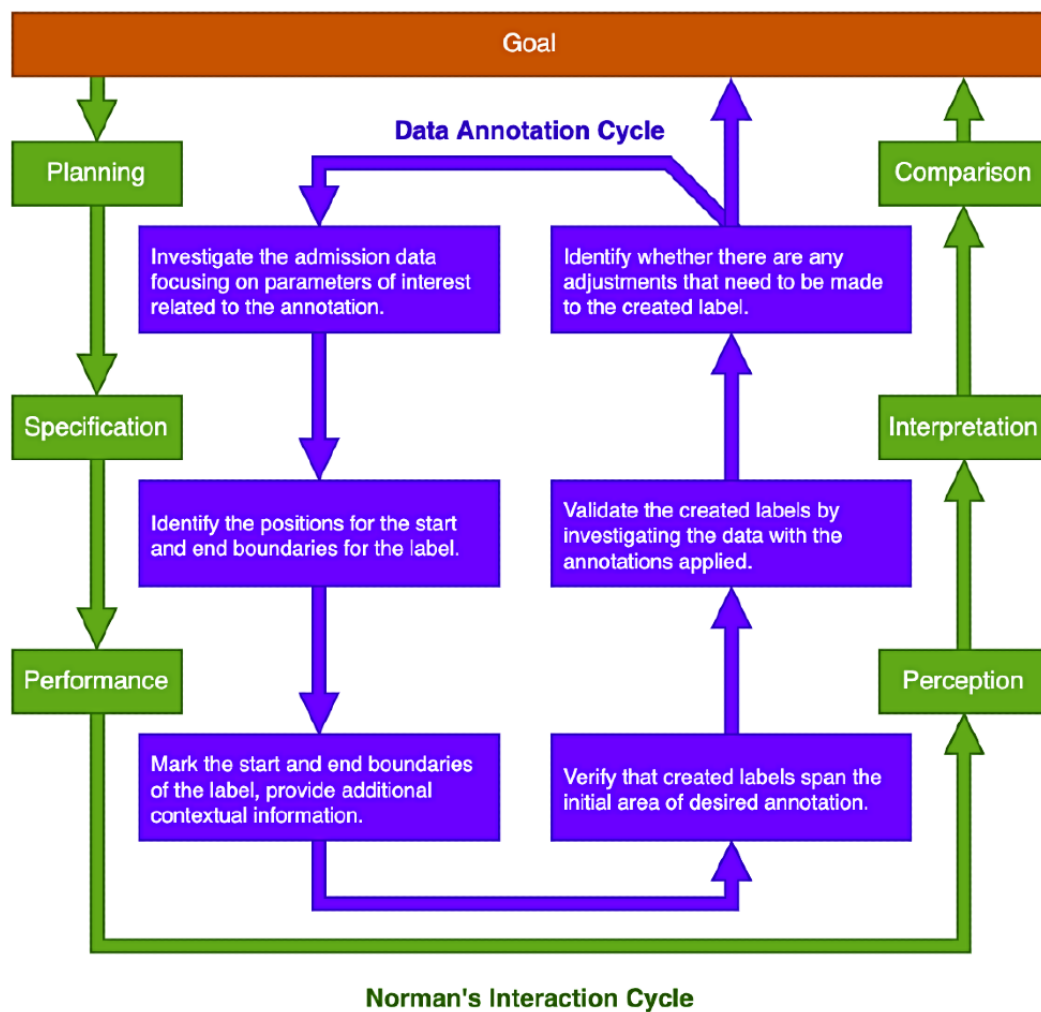 Goal
Data Annotation Cycle
Planning
Comparison
Investigate the admission data
focusing on parameters of interest
related to the annotation.
Identify whether there are any
adjustments that need to be made
to the created label.
Specification
Interpretation
Identify the positions for the start
and end boundaries for the label.
Validate the created labels by
investigating the data with the
annotations applied.
Performance
Perception
Mark the start and end boundaries
of the label, provide additional
contextual information.
Verify that created labels span the
initial area of desired annotation.
Norman's Interaction Cycle